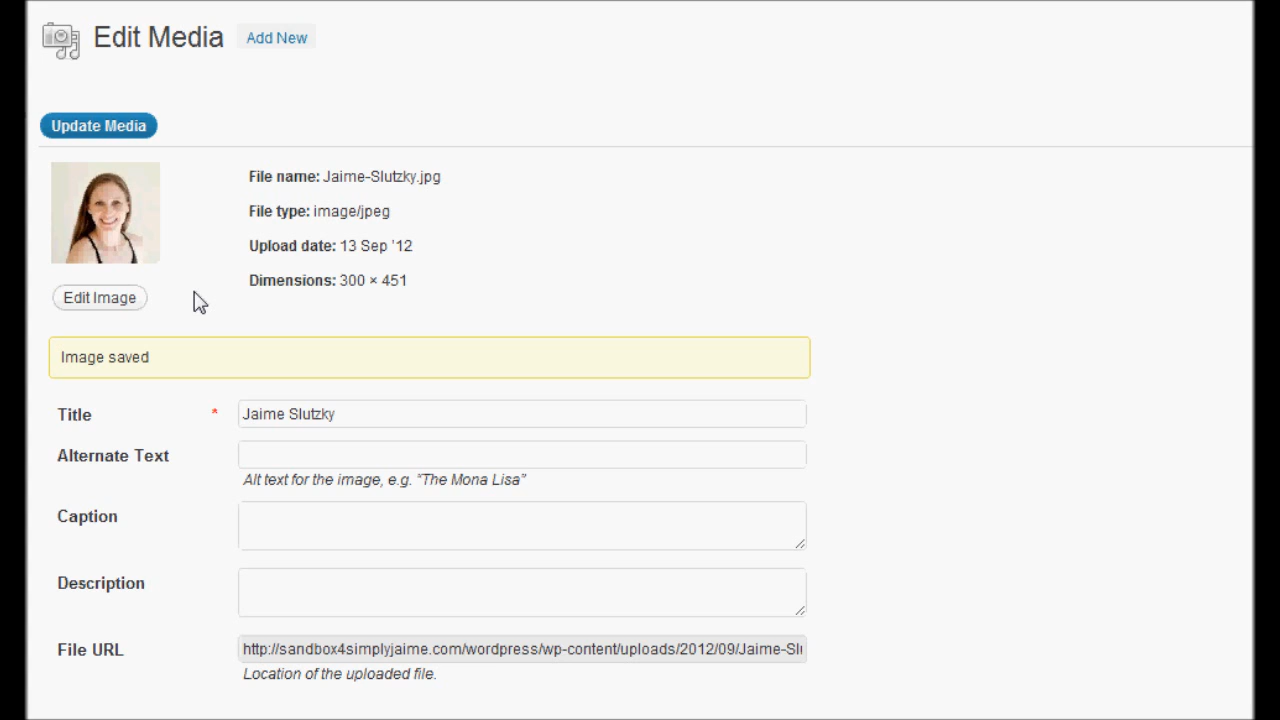 Edit Media Add New
Update Media
File name: Jaime-Slutzky.jpg
File type: image/jpeg
Upload date: 13 Sep '12
Dimensions: 300 × 451
Edit Image
Image saved
Title * Jaime Slutzky
Alternate Text
Alt text for the image, e.g. “The Mona Lisa”
Caption
Description
File URL http://sandbox4simplyjaime.com/wordpress/wp-content/uploads/2012/09/Jaime-Slu
Location of the uploaded file.